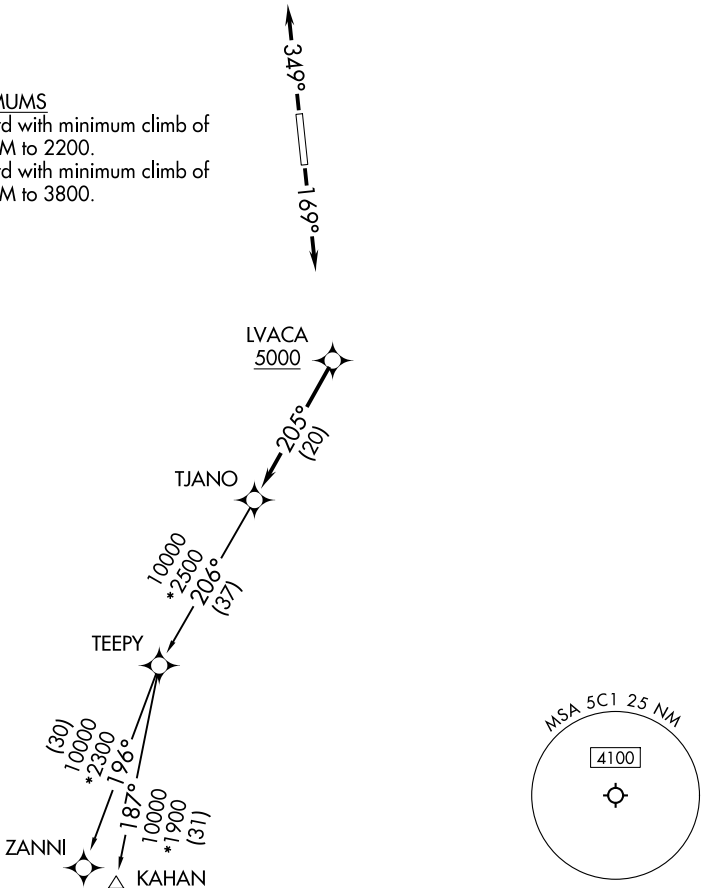 349°
MUMS
rd with minimum climb of
M to 2200.
rd with minimum climb of
M to 3800.
169°
LVACA
5000
205°
(20)
TJANO
10000
*2500
206°
(37)
TEEPY
(30)
10000
*2300
196°
187°
10000
*1900
(31)
ZANNI
KAHAN
MSA 5C1 25 NM
4100